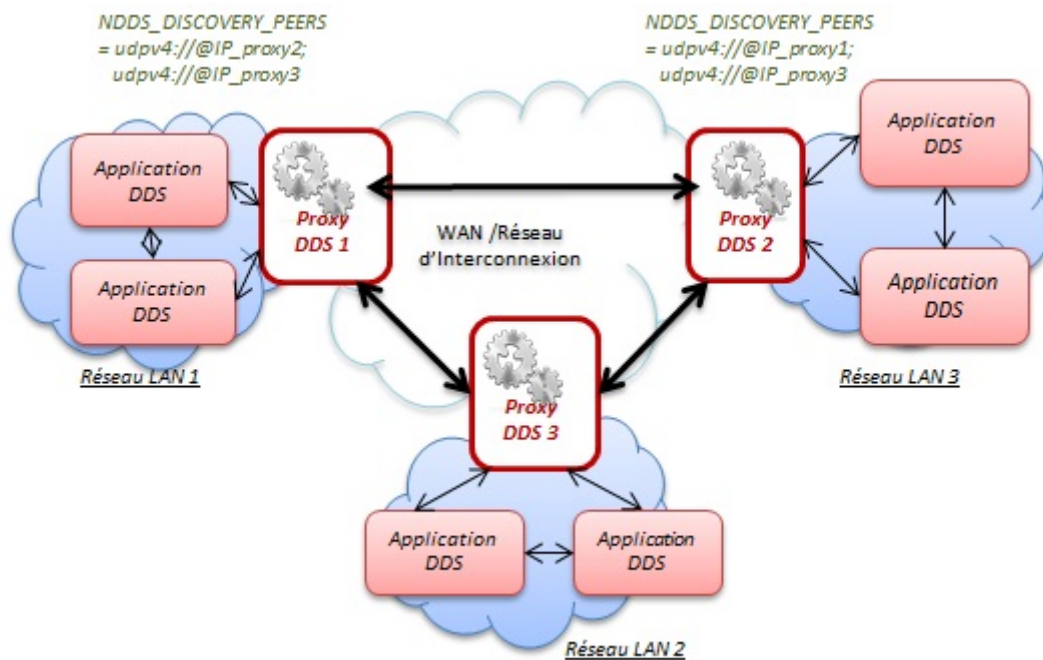 NDDS_DISCOVERY_PEERS
= udpv4://@IP_proxy2;
udpv4://@IP_proxy3
NDDS_DISCOVERY_PEERS
= udpv4://@IP_proxy1;
udpv4://@IP_proxy3
Application
DDS
Application
DDS
Réseau LAN 1
Proxy
DDS 1
WAN /Réseau
d'Interconnexion
Proxy
DDS 2
Application
DDS
Application
DDS
Réseau LAN 3
Proxy
DDS 3
Application
DDS
Application
DDS
Réseau LAN 2